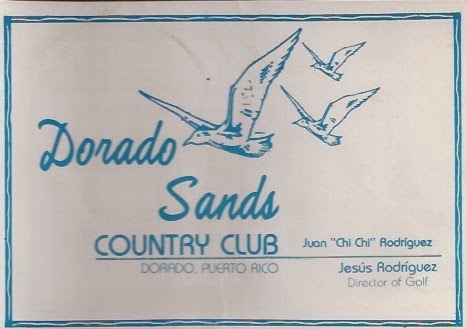 Dorado
Sands
COUNTRY CLUB
DORADO, PUERTO RICO
Juan "Chi Chi" Rodríguez
Jesús Rodríguez
Director of Golf